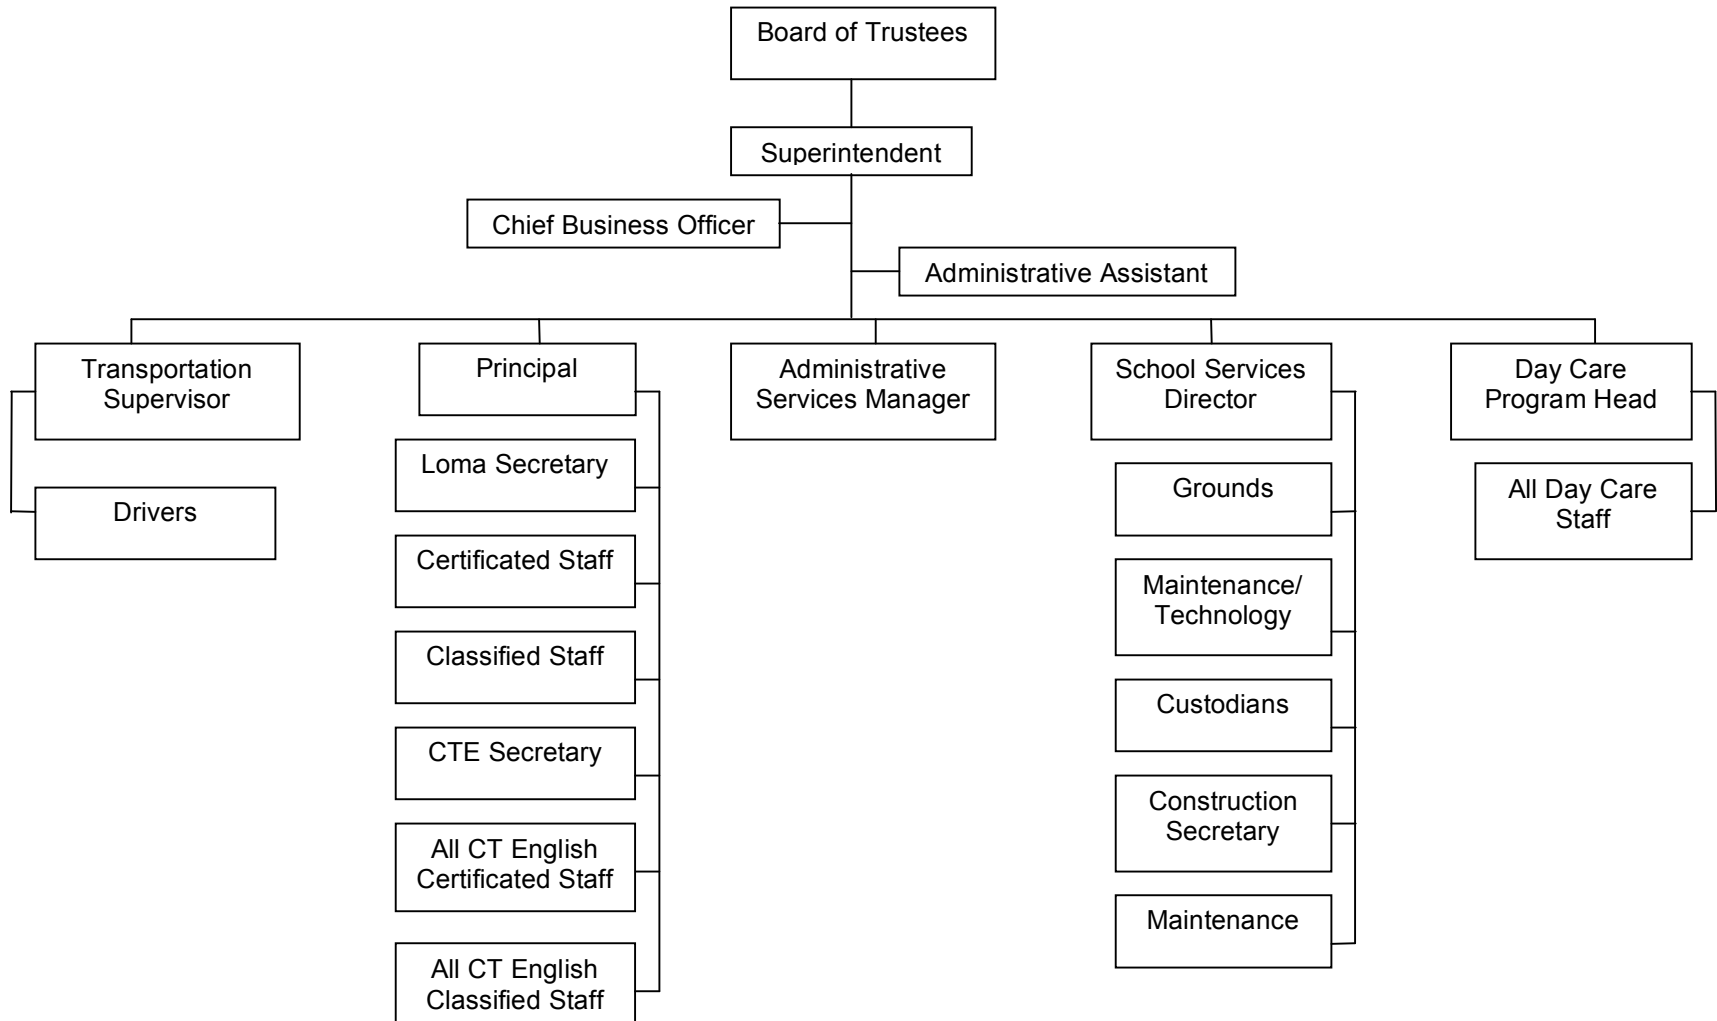 Board of Trustees
Superintendent
Chief Business Officer
Administrative Assistant
Transportation
Supervisor
Drivers
Principal
Loma Secretary
Certificated Staff
Classified Staff
CTE Secretary
All CT English
Certificated Staff
All CT English
Classified Staff
Administrative
Services Manager
School Services
Director
Grounds
Maintenance/
Technology
Custodians
Construction
Secretary
Maintenance
Day Care
Program Head
All Day Care
Staff